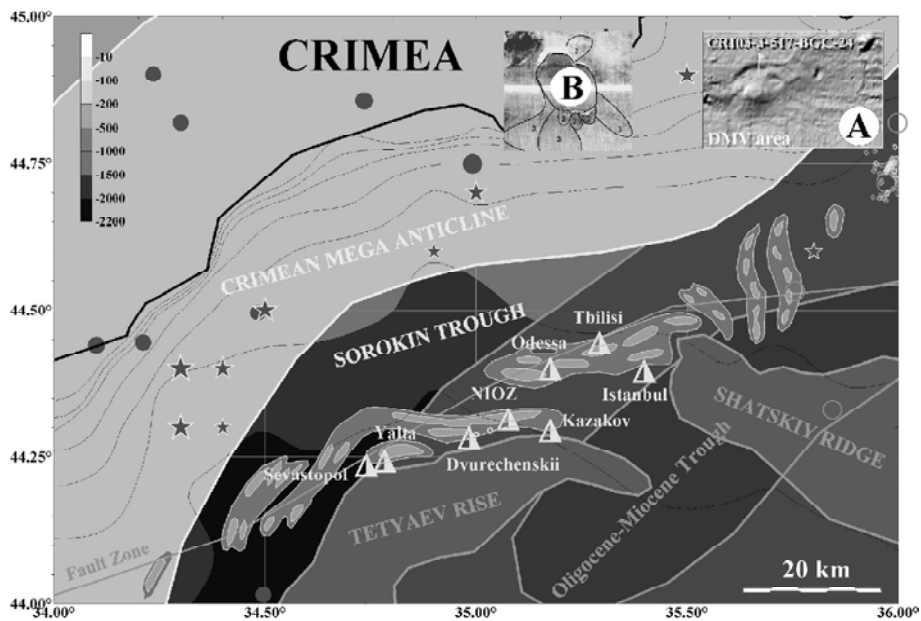 45.00°
44.75°
44.50°
44.25°
44.00°
-10
-100
-200
-500
-1000
-2000
-2200
CRIMEA
B
CRI03-3-517-BGC-24
A
DMV area
CRIMEAN MEGA ANTICLINE
SOROKIN TROUGH
Tbilisi
Odessa
Istanbul
NIOZ
Kazakov
Yalta
Sevastopol
Dvurechenskii
SHATSKIY RIDGE
TETYAEV RISE
Oligocene-Miocene Trough
Fault Zone
20 km
34.00°
34.50°
35.00°
35.50°
36.00°